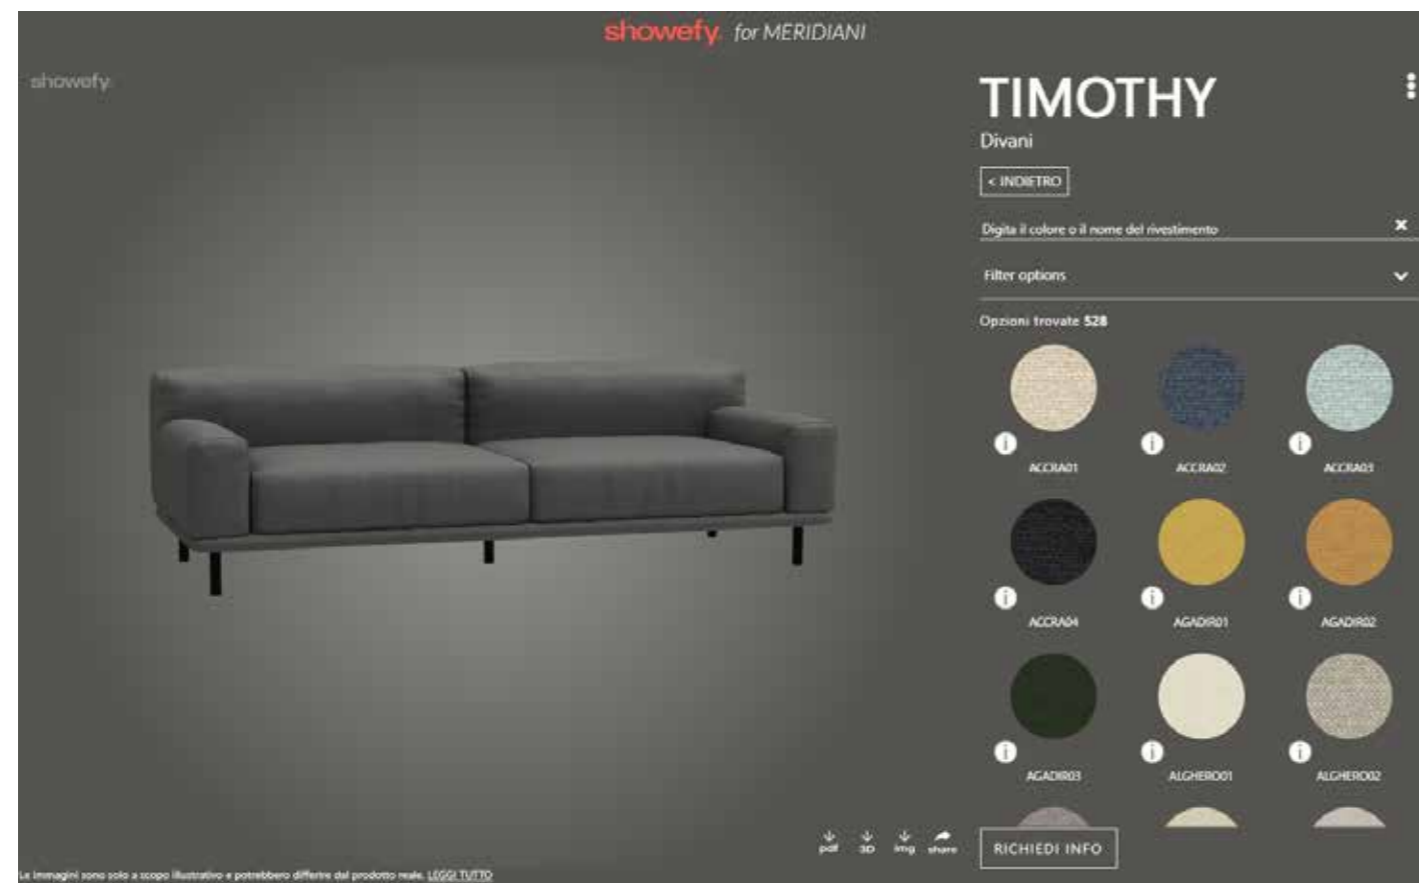 showefy. for MERIDIANI
showefy.
TIMOTHY
Divani
< INDIETRO
Digita il colore o il nome del rivestimento
Filter options
Opzioni trovate 528
ACCRA01
ACCRA02
ACCRA03
ACCRA04
AGADIR01
AGADIR02
AGADIR03
ALGHERO01
ALGHERO02
pdf
3D
img
share
RICHIEDI INFO
Le immagini sono solo a scopo illustrativo e potrebbero differire dal prodotto reale. LEGGI TUTTO